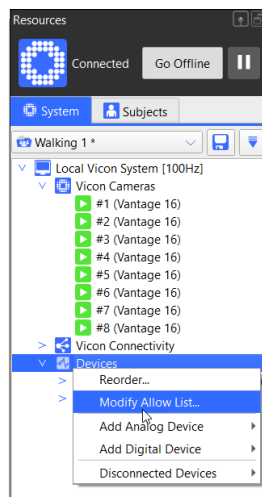 Resources
Connected
Go Offline
System
Subjects
Walking 1 *
Local Vicon System [100Hz]
Vicon Cameras
#1 (Vantage 16)
#2 (Vantage 16)
#3 (Vantage 16)
#4 (Vantage 16)
#5 (Vantage 16)
#6 (Vantage 16)
#7 (Vantage 16)
#8 (Vantage 16)
Vicon Connectivity
Devices
Reorder...
Modify Allow List...
Add Analog Device
Add Digital Device
Disconnected Devices